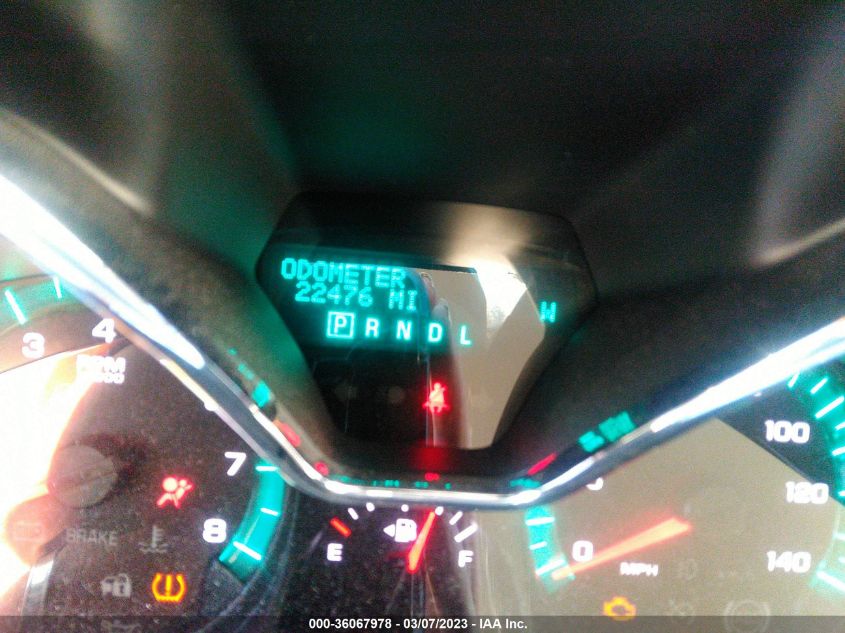 ODOMETER
22476 MI
P R N D L
N
3
4
RPM
7
8
BRAKE
E
F
100
120
140
0
MPH
000-36067978 - 03/07/2023 - IAA Inc.